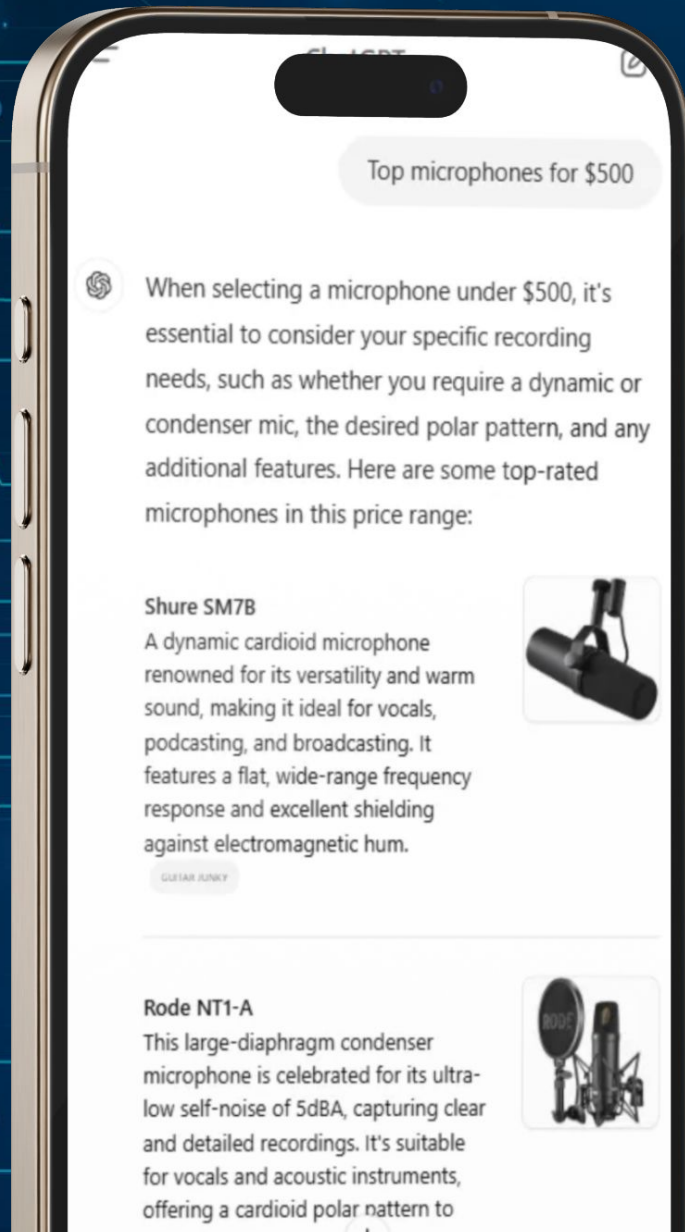 ChatGPT
Top microphones for $500
When selecting a microphone under $500, it's
essential to consider your specific recording
needs, such as whether you require a dynamic or
condenser mic, the desired polar pattern, and any
additional features. Here are some top-rated
microphones in this price range:
Shure SM7B
A dynamic cardioid microphone
renowned for its versatility and warm
sound, making it ideal for vocals,
podcasting, and broadcasting. It
features a flat, wide-range frequency
response and excellent shielding
against electromagnetic hum.
GUITAR JUNKY
Rode NT1-A
This large-diaphragm condenser
microphone is celebrated for its ultra-
low self-noise of 5dBA, capturing clear
and detailed recordings. It's suitable
for vocals and acoustic instruments,
offering a cardioid polar pattern to
RODE